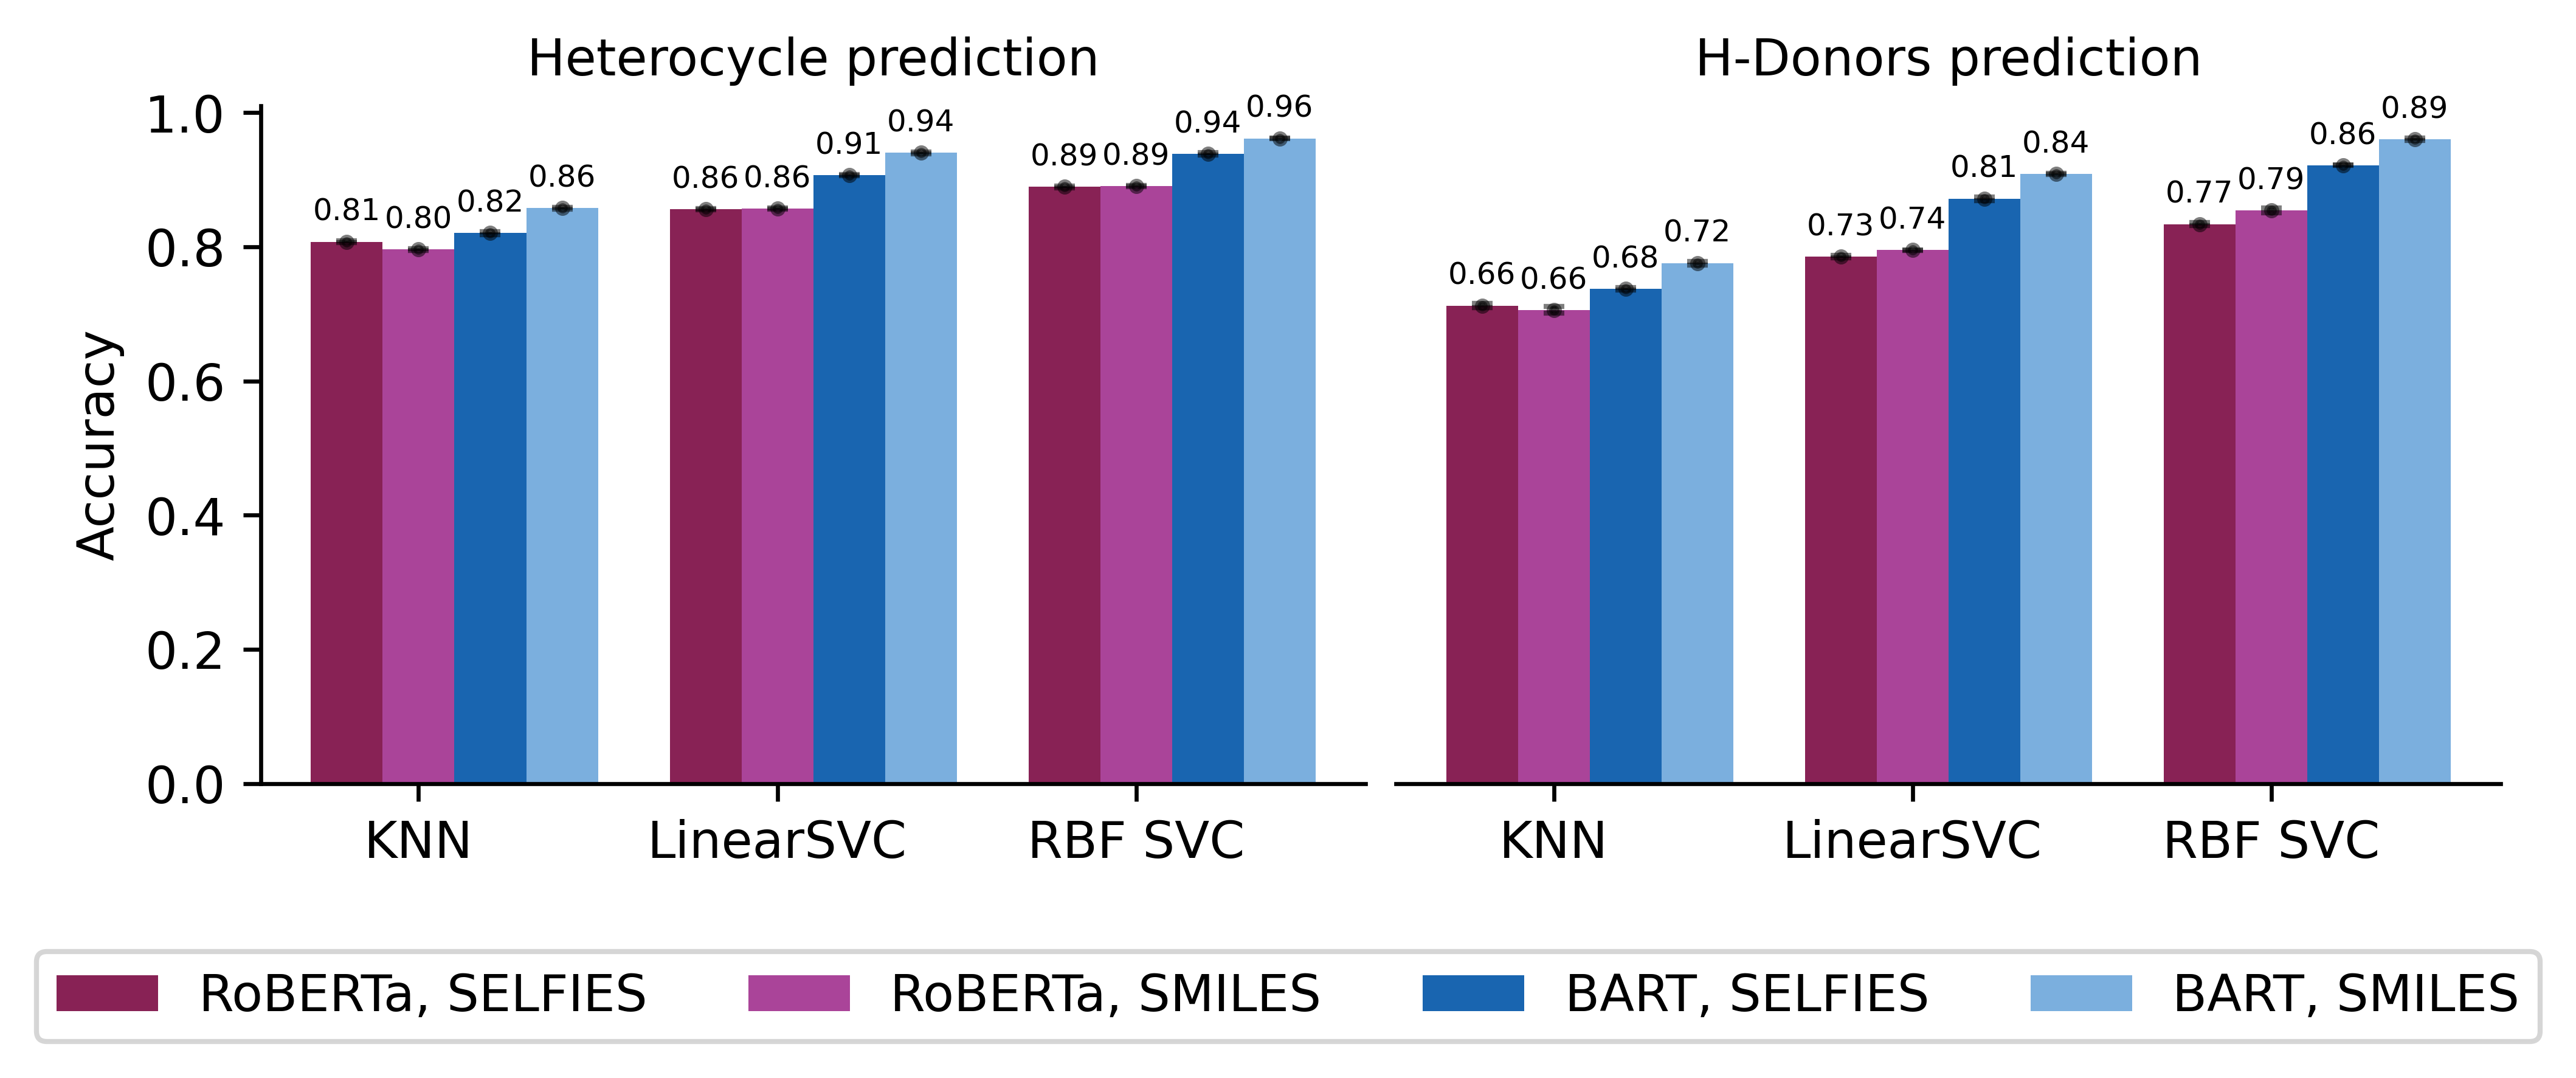 Heterocycle prediction
H-Donors prediction
Accuracy
1.0
0.8
0.6
0.4
0.2
0.0
0.81 0.80 0.82 0.86
0.86 0.86 0.91 0.94
0.89 0.89 0.94 0.96
0.66 0.66 0.68 0.72
0.73 0.74 0.81 0.84
0.77 0.79 0.86 0.89
KNN LinearSVC RBF SVC
KNN LinearSVC RBF SVC
RoBERTa, SELFIES RoBERTa, SMILES BART, SELFIES BART, SMILES